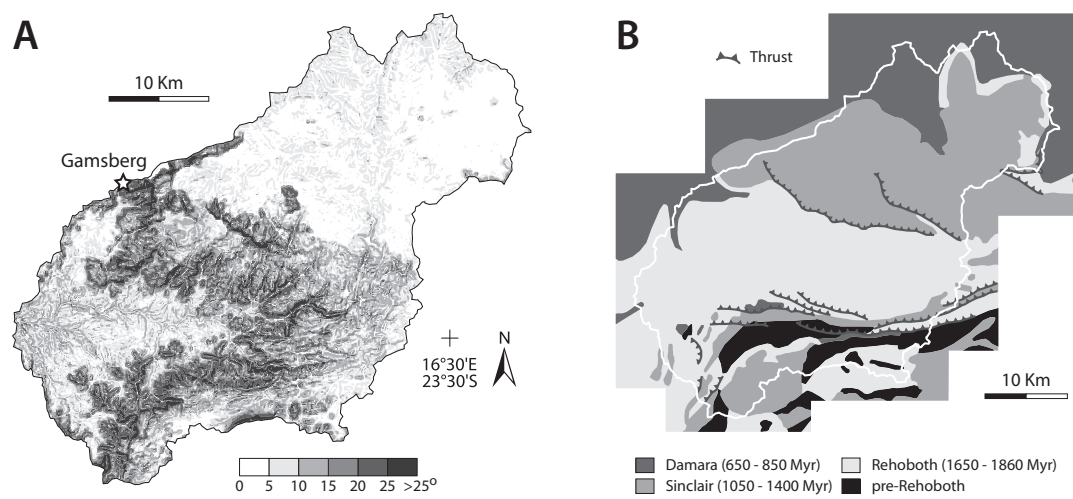 A
10 Km
Gamsberg
16°30'E
23°30'S
N
0 5 10 15 20 25 >25°
B
Thrust
10 Km
Damara (650 - 850 Myr)
Sinclair (1050 - 1400 Myr)
Rehoboth (1650 - 1860 Myr)
pre-Rehoboth